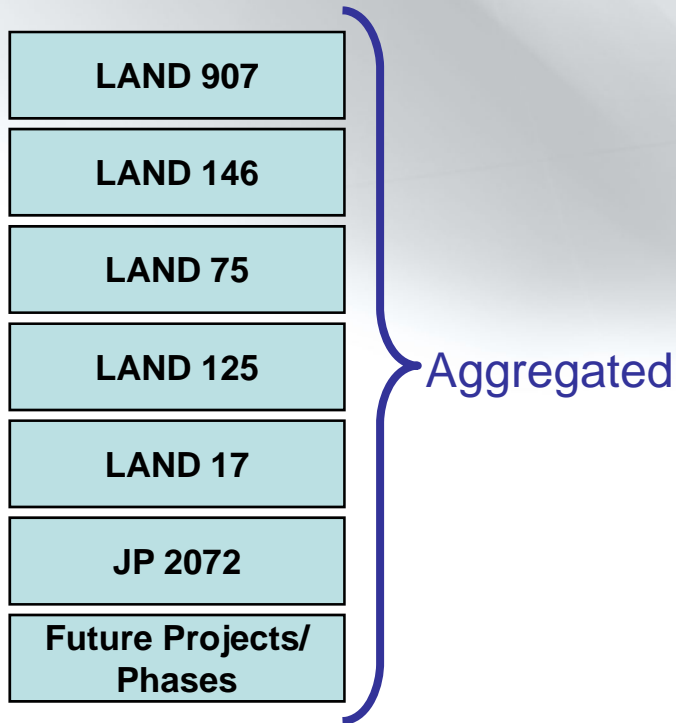 LAND 907
LAND 146
LAND 75
LAND 125
Aggregated
LAND 17
JP 2072
Future Projects/
Phases